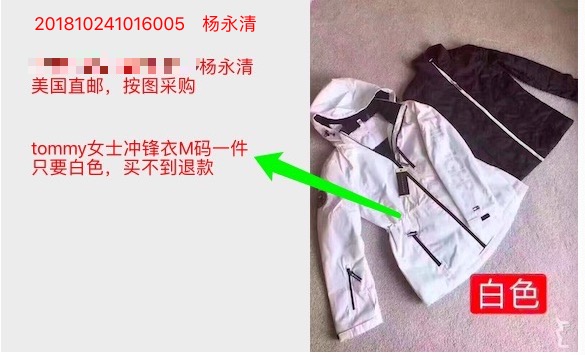 201810241016005 杨永清
杨永清
美国直邮，按图采购
tommy女士冲锋衣M码一件
只要白色，买不到退款
白色